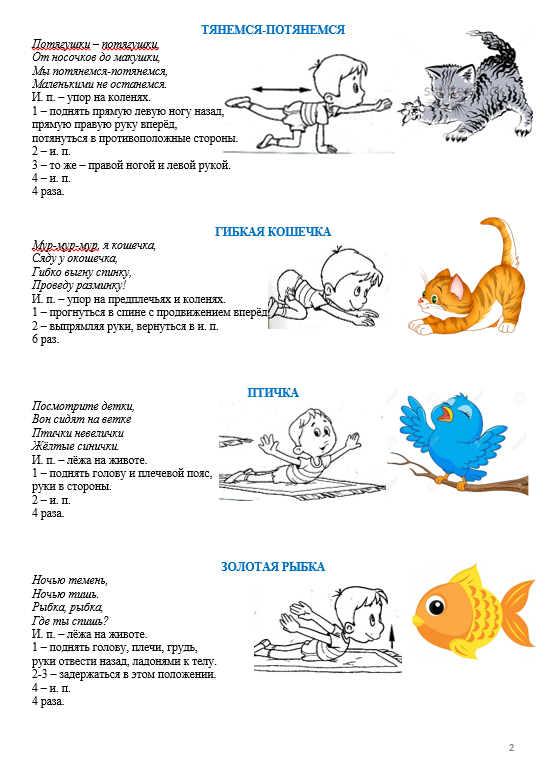 ТЯНЕМСЯ-ПОТЯНЕМСЯ
Потягушки – потягушки,
От носочков до макушки,
Мы потянемся-потянемся,
Маленькими не останемся.
И. п. – упор на коленях.
1 – поднять прямую левую ногу назад,
прямую правую руку вперёд,
потянуться в противоположные стороны.
2 – и. п.
3 – то же – правой ногой и левой рукой.
4 – и. п.
4 раза.
ГИБКАЯ КОШЕЧКА
Мур-мур-мур, я кошечка,
Сяду у окошечка,
Гибко выгну спинку,
Проведу разминку!
И. п. – упор на предплечьях и коленях.
1 – прогнуться в спине с продвижением вперёд
2 – выпрямляя руки, вернуться в и. п.
6 раз.
ПТИЧКА
Посмотрите детки,
Вон сидят на ветке
Птички невелички
Жёлтые синички.
И. п. – лёжа на животе.
1 – поднять голову и плечевой пояс,
руки в стороны.
2 – и. п.
4 раза.
ЗОЛОТАЯ РЫБКА
Ночью темень,
Ночью тишь.
Рыбка, рыбка,
Где ты спишь?
И. п. – лёжа на животе.
1 – поднять голову, плечи, грудь,
руки отвести назад, ладонями к телу.
2-3 – задержаться в этом положении.
4 – и. п.
4 раза.
2